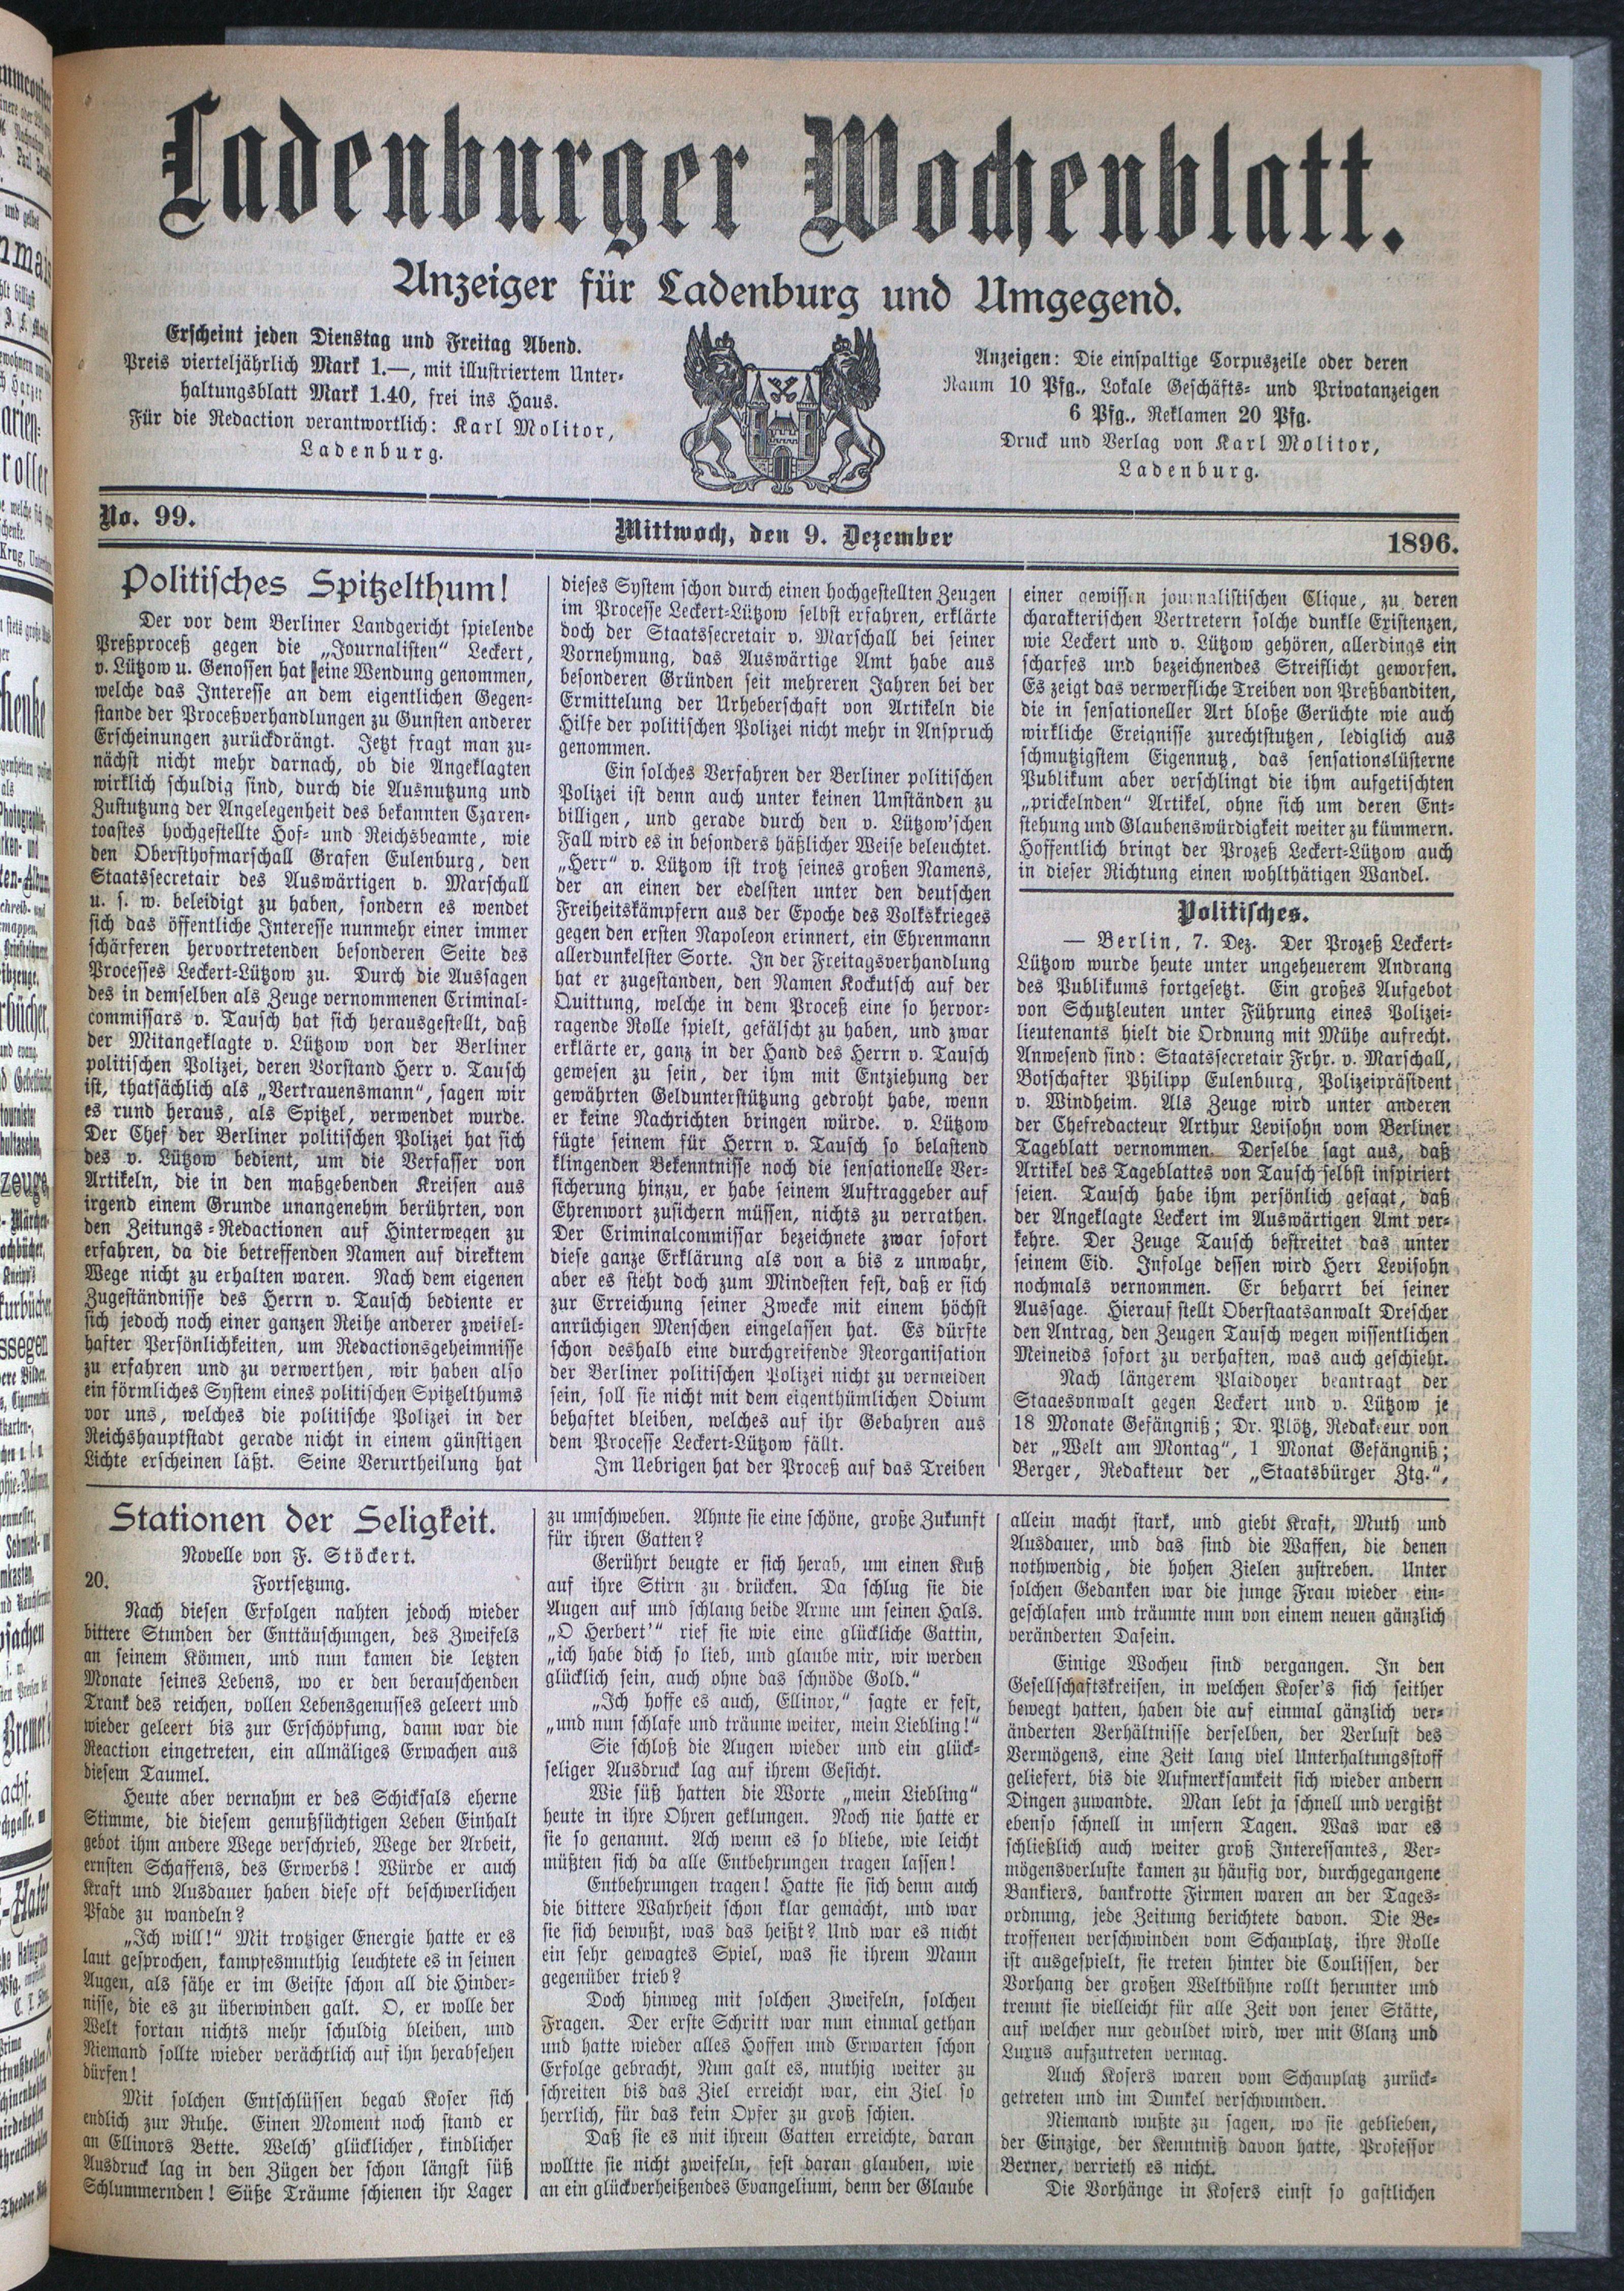 Ladenburger Wochenblatt.
Anzeiger für Ladenburg und Umgegend.
Erscheint jeden Dienstag und Freitag Abend.
Preis vierteljährlich Mark 1.—, mit illustriertem Unter-
haltungsblatt Mark 1.40, frei ins Haus.
Für die Redaction verantwortlich: Karl Molitor,
Ladenburg.
Anzeigen: Die einspaltige Corpuszeile oder deren
Raum 10 Pfg., Lokale Geschäfts- und Privatanzeigen
6 Pfg., Reklamen 20 Pfg.
Druck und Verlag von Karl Molitor,
Ladenburg.
No. 99.
Mittwoch, den 9. Dezember
1896.
Politisches Spitzelthum!
Der vor dem Berliner Landgericht spielende
Preßproceß gegen die „Journalisten“ Leckert,
v. Lützow u. Genossen hat eine Wendung genommen,
welche das Interesse an dem eigentlichen Gegen-
stande der Proceßverhandlungen zu Gunsten anderer
Erscheinungen zurückdrängt. Jetzt fragt man zu-
nächst nicht mehr darnach, ob die Angeklagten
wirklich schuldig sind, durch die Ausnutzung und
Zustutzung der Angelegenheit des bekannten Czaren-
toastes hochgestellte Hof- und Reichsbeamte, wie
den Obersthofmarschall Grafen Eulenburg, den
Staatssecretair des Auswärtigen v. Marschall
u. s. w. beleidigt zu haben, sondern es wendet
sich das öffentliche Interesse nunmehr einer immer
schärferen hervortretenden besonderen Seite des
Processes Leckert-Lützow zu. Durch die Aussagen
des in demselben als Zeuge vernommenen Criminal-
commissars v. Tausch hat sich herausgestellt, daß
der Mitangeklagte v. Lützow von der Berliner
politischen Polizei, deren Vorstand Herr v. Tausch
ist, thatsächlich als „Vertrauensmann“, sagen wir
es rund heraus, als Spitzel, verwendet wurde.
Der Chef der Berliner politischen Polizei hat sich
des v. Lützow bedient, um die Verfasser von
Artikeln, die in den maßgebenden Kreisen aus
irgend einem Grunde unangenehm berührten, von
den Zeitungs-Redactionen auf Hinterwegen zu
erfahren, da die betreffenden Namen auf direktem
Wege nicht zu erhalten waren. Nach dem eigenen
Zugeständnisse des Herrn v. Tausch bediente er
sich jedoch noch einer ganzen Reihe anderer zweifel-
hafter Persönlichkeiten, um Redactionsgeheimnisse
zu erfahren und zu verwerthen, wir haben also
ein förmliches System eines politischen Spitzelthums
vor uns, welches die politische Polizei in der
Reichshauptstadt gerade nicht in einem günstigen
Lichte erscheinen läßt. Seine Verurtheilung hat
dieses System schon durch einen hochgestellten Zeugen
im Processe Leckert-Lützow selbst erfahren, erklärte
doch der Staatssecretair v. Marschall bei seiner
Vornehmung, das Auswärtige Amt habe aus
besonderen Gründen seit mehreren Jahren bei der
Ermittelung der Urheberschaft von Artikeln die
Hilfe der politischen Polizei nicht mehr in Anspruch
genommen.
Ein solches Verfahren der Berliner politischen
Polizei ist denn auch unter keinen Umständen zu
billigen, und gerade durch den v. Lützow'schen
Fall wird es in besonders häßlicher Weise beleuchtet.
„Herr“ v. Lützow ist trotz seines großen Namens,
der an einen der edelsten unter den deutschen
Freiheitskämpfern aus der Epoche des Volkskrieges
gegen den ersten Napoleon erinnert, ein Ehrenmann
allerdunkelster Sorte. In der Freitagsverhandlung
hat er zugestanden, den Namen Kockutsch auf der
Quittung, welche in dem Proceß eine so hervor-
ragende Rolle spielt, gefälscht zu haben, und zwar
erklärte er, ganz in der Hand des Herrn v. Tausch
gewesen zu sein, der ihm mit Entziehung der
gewährten Geldunterstützung gedroht habe, wenn
er keine Nachrichten bringen würde. v. Lützow
fügte seinem für Herrn v. Tausch so belastend
klingenden Bekenntnisse noch die sensationelle Ver-
sicherung hinzu, er habe seinem Auftraggeber auf
Ehrenwort zusichern müssen, nichts zu verrathen.
Der Criminalcommissar bezeichnete zwar sofort
diese ganze Erklärung als von a bis z unwahr,
aber es steht doch zum Mindesten fest, daß er sich
zur Erreichung seiner Zwecke mit einem höchst
anrüchigen Menschen eingelassen hat. Es dürfte
schon deshalb eine durchgreifende Reorganisation
der Berliner politischen Polizei nicht zu vermeiden
sein, soll sie nicht mit dem eigenthümlichen Odium
behaftet bleiben, welches auf ihr Gebahren aus
dem Processe Leckert-Lützow fällt.
Im Uebrigen hat der Proceß auf das Treiben
einer gewissen journalistischen Clique, zu deren
charakterischen Vertretern solche dunkle Existenzen,
wie Leckert und v. Lützow gehören, allerdings ein
scharfes und bezeichnendes Streiflicht geworfen.
Es zeigt das verwerfliche Treiben von Preßbanditen,
die in sensationeller Art bloße Gerüchte wie auch
wirkliche Ereignisse zurechtstutzen, lediglich aus
schmutzigstem Eigennutz, das sensationslüsterne
Publikum aber verschlingt die ihm aufgetischten
„prickelnden“ Artikel, ohne sich um deren Ent-
stehung und Glaubenswürdigkeit weiter zu kümmern.
Hoffentlich bringt der Prozeß Leckert-Lützow auch
in dieser Richtung einen wohlthätigen Wandel.
Politisches.
— Berlin, 7. Dez. Der Prozeß Leckert-
Lützow wurde heute unter ungeheuerem Andrang
des Publikums fortgesetzt. Ein großes Aufgebot
von Schutzleuten unter Führung eines Polizei-
lieutenants hielt die Ordnung mit Mühe aufrecht.
Anwesend sind: Staatssecretair Frhr. v. Marschall,
Botschafter Philipp Eulenburg, Polizeipräsident
v. Windheim. Als Zeuge wird unter anderen
der Chefredacteur Arthur Levisohn vom Berliner
Tageblatt vernommen. Derselbe sagt aus, daß
Artikel des Tageblattes von Tausch selbst inspiriert
seien. Tausch habe ihm persönlich gesagt, daß
der Angeklagte Leckert im Auswärtigen Amt ver-
kehre. Der Zeuge Tausch bestreitet das unter
seinem Eid. Infolge dessen wird Herr Levisohn
nochmals vernommen. Er beharrt bei seiner
Aussage. Hierauf stellt Oberstaatsanwalt Drescher
den Antrag, den Zeugen Tausch wegen wissentlichen
Meineids sofort zu verhaften, was auch geschieht.
Nach längerem Plaidoyer beantragt der
Staaesvnwalt gegen Leckert und v. Lützow je
18 Monate Gefängniß; Dr. Plötz, Redakteur von
der „Welt am Montag“, 1 Monat Gefängniß;
Berger, Redakteur der „Staatsbürger Ztg.“,
Stationen der Seligkeit.
Novelle von F. Stöckert.
20. Fortsetzung.
Nach diesen Erfolgen nahten jedoch wieder
bittere Stunden der Enttäuschungen, des Zweifels
an seinem Können, und nun kamen die letzten
Monate seines Lebens, wo er den berauschenden
Trank des reichen, vollen Lebensgenusses geleert und
wieder geleert bis zur Erschöpfung, dann war die
Reaction eingetreten, ein allmäliges Erwachen aus
diesem Taumel.
Heute aber vernahm er des Schicksals eherne
Stimme, die diesem genußsüchtigen Leben Einhalt
gebot ihm andere Wege verschrieb, Wege der Arbeit,
ernsten Schaffens, des Erwerbs! Würde er auch
Kraft und Ausdauer haben diese oft beschwerlichen
Pfade zu wandeln?
„Ich will!“ Mit trotziger Energie hatte er es
laut gesprochen, kampfesmuthig leuchtete es in seinen
Augen, als sähe er im Geiste schon all die Hinder-
nisse, die es zu überwinden galt. O, er wolle der
Welt fortan nichts mehr schuldig bleiben, und
Niemand sollte wieder verächtlich auf ihn herabsehen
dürfen!
Mit solchen Entschlüssen begab Koser sich
endlich zur Ruhe. Einen Moment noch stand er
an Ellinors Bette. Welch' glücklicher, kindlicher
Ausdruck lag in den Zügen der schon längst süß
Schlummernden! Süße Träume schienen ihr Lager
zu umschweben. Ahnte sie eine schöne, große Zukunft
für ihren Gatten?
Gerührt beugte er sich herab, um einen Kuß
auf ihre Stirn zu drücken. Da schlug sie die
Augen auf und schlang beide Arme um seinen Hals.
„O Herbert'“ rief sie wie eine glückliche Gattin,
„ich habe dich so lieb, und glaube mir, wir werden
glücklich sein, auch ohne das schnöde Gold.“
„Ich hoffe es auch, Ellinor,“ sagte er fest,
„und nun schlafe und träume weiter, mein Liebling!“
Sie schloß die Augen wieder und ein glück-
seliger Ausdruck lag auf ihrem Gesicht.
Wie süß hatten die Worte „mein Liebling“
heute in ihre Ohren geklungen. Noch nie hatte er
sie so genannt. Ach wenn es so bliebe, wie leicht
müßten sich da alle Entbehrungen tragen lassen!
Entbehrungen tragen! Hatte sie sich denn auch
die bittere Wahrheit schon klar gemacht, und war
sie sich bewußt, was das heißt? Und war es nicht
ein sehr gewagtes Spiel, was sie ihrem Mann
gegenüber trieb?
Doch hinweg mit solchen Zweifeln, solchen
Fragen. Der erste Schritt war nun einmal gethan
und hatte wieder alles Hoffen und Erwarten schon
Erfolge gebracht, Nun galt es, muthig weiter zu
schreiten bis das Ziel erreicht war, ein Ziel so
herrlich, für das kein Opfer zu groß schien.
Daß sie es mit ihrem Gatten erreichte, daran
wolltte sie nicht zweifeln, fest daran glauben, wie
an ein glückverheißendes Evangelium, denn der Glaube
allein macht stark, und giebt Kraft, Muth und
Ausdauer, und das sind die Waffen, die denen
nothwendig, die hohen Zielen zustreben. Unter
solchen Gedanken war die junge Frau wieder ein-
geschlafen und träumte nun von einem neuen gänzlich
veränderten Dasein.
Einige Wochen sind vergangen. In den
Gesellschaftskreisen, in welchen Koser's sich seither
bewegt hatten, haben die auf einmal gänzlich ver-
änderten Verhältnisse derselben, der Verlust des
Vermögens, eine Zeit lang viel Unterhaltungsstoff
geliefert, bis die Aufmerksamkeit sich wieder andern
Dingen zuwandte. Man lebt ja schnell und vergißt
ebenso schnell in unsern Tagen. Was war es
schließlich auch weiter groß Interessantes, Ver-
mögensverluste kamen zu häufig vor, durchgegangene
Bankiers, bankrotte Firmen waren an der Tages-
ordnung, jede Zeitung berichtete davon. Die Be-
troffenen verschwinden vom Schauplatz, ihre Rolle
ist ausgespielt, sie treten hinter die Coulissen, der
Vorhang der großen Weltbühne rollt herunter und
trennt sie vielleicht für alle Zeit von jener Stätte,
auf welcher nur geduldet wird, wer mit Glanz und
Luxus aufzutreten vermag.
Auch Kosers waren vom Schauplatz zurück-
getreten und im Dunkel verschwunden.
Niemand wußte zu sagen, wo sie geblieben,
der Einzige, der Kenntniß davon hatte, Professor
Berner, verrieth es nicht.
Die Vorhänge in Kosers einst so gastlichen